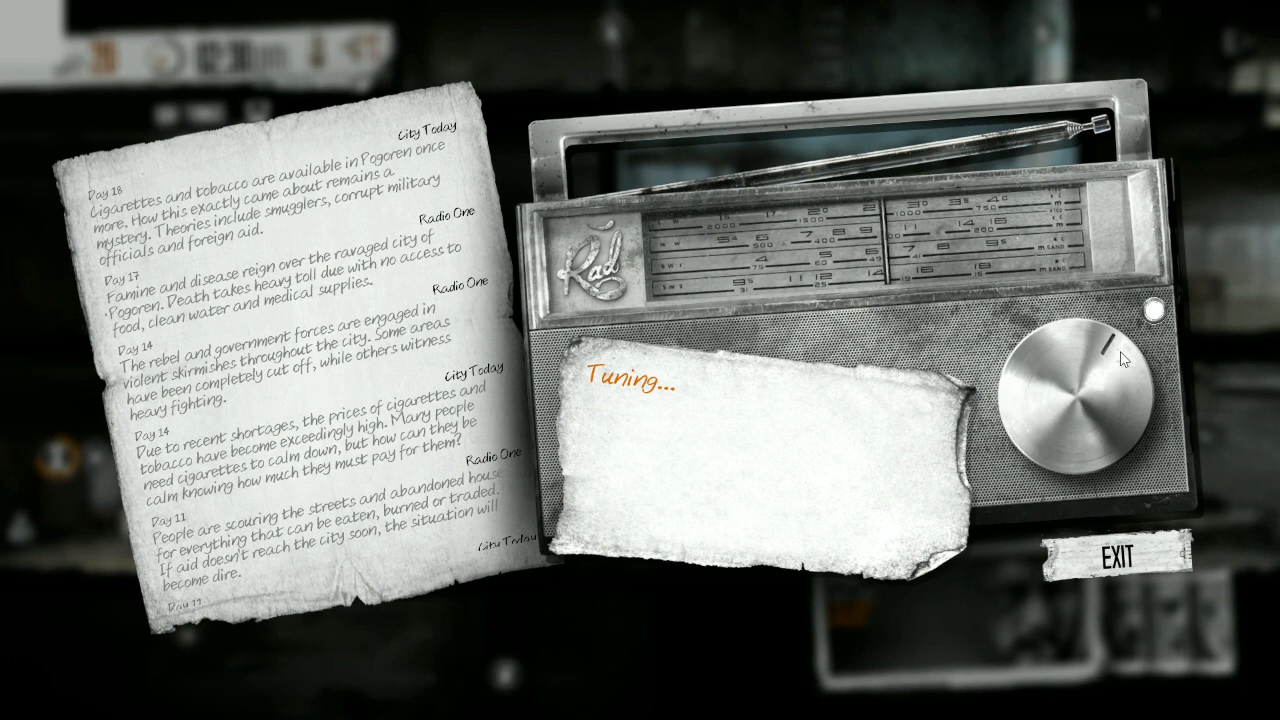 City Today
Day 18
Cigarettes and tobacco are available in Pogoren once
more. How this exactly came about remains a
mystery. Theories include smugglers, corrupt military
officials and foreign aid.
Radio One
Day 17
Famine and disease reign over the ravaged city of
Pogoren. Death takes heavy toll due with no access to
food, clean water and medical supplies.
Radio One
Day 14
The rebel and government forces are engaged in
violent skirmishes throughout the city. Some areas
have been completely cut off, while others witness
heavy fighting.
City Today
Day 14
Due to recent shortages, the prices of cigarettes and
tobacco have become exceedingly high. Many people
need cigarettes to calm down, but how can they be
calm knowing how much they must pay for them?
Radio One
Day 11
People are scouring the streets and abandoned house
for everything that can be eaten, burned or traded.
If aid doesn't reach the city soon, the situation will
become dire.
City Today
Rad
Tuning...
EXIT